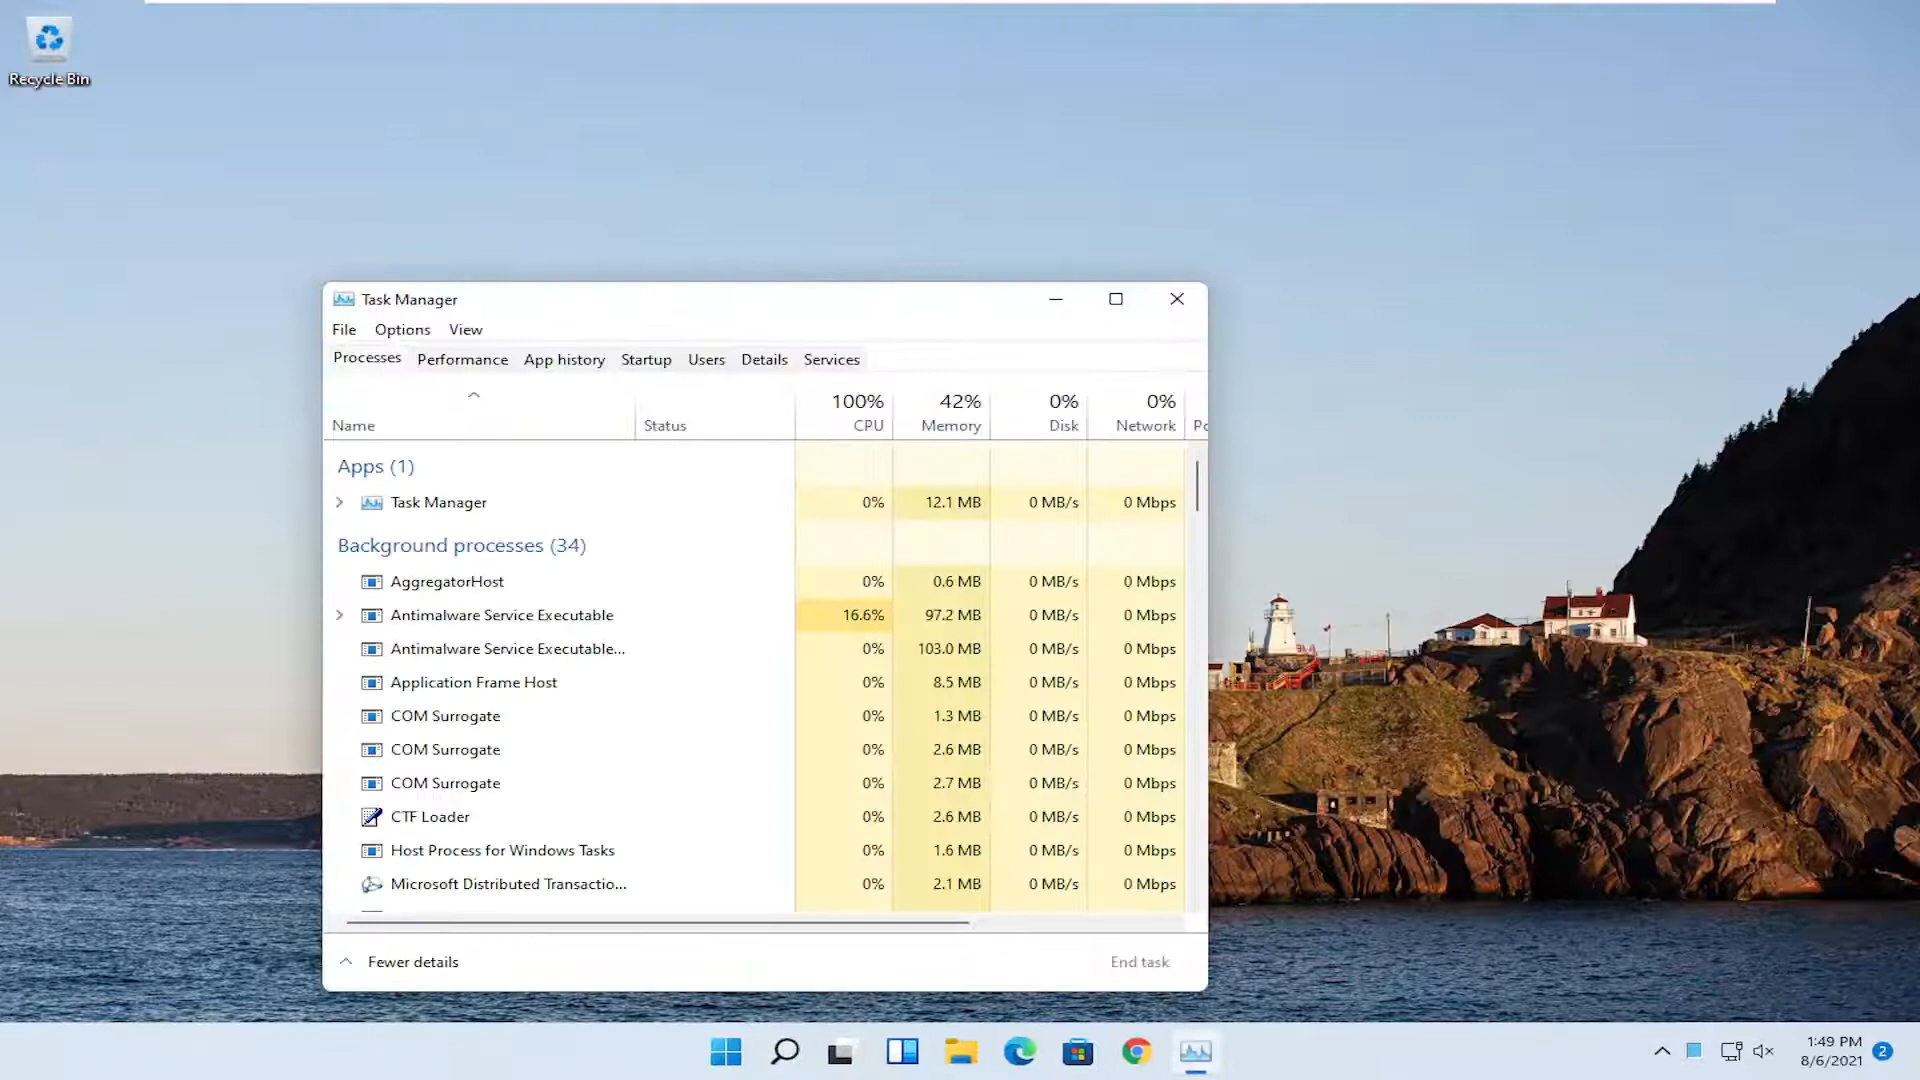 Recycle Bin
Task Manager
File Options View
Processes Performance App history Startup Users Details Services
100% 42% 0% 0%
Name Status CPU Memory Disk Network Po
Apps (1)
Task Manager 0% 12.1 MB 0 MB/s 0 Mbps
Background processes (34)
AggregatorHost 0% 0.6 MB 0 MB/s 0 Mbps
Antimalware Service Executable 16.6% 97.2 MB 0 MB/s 0 Mbps
Antimalware Service Executable... 0% 103.0 MB 0 MB/s 0 Mbps
Application Frame Host 0% 8.5 MB 0 MB/s 0 Mbps
COM Surrogate 0% 1.3 MB 0 MB/s 0 Mbps
COM Surrogate 0% 2.6 MB 0 MB/s 0 Mbps
COM Surrogate 0% 2.7 MB 0 MB/s 0 Mbps
CTF Loader 0% 2.6 MB 0 MB/s 0 Mbps
Host Process for Windows Tasks 0% 1.6 MB 0 MB/s 0 Mbps
Microsoft Distributed Transactio... 0% 2.1 MB 0 MB/s 0 Mbps
Fewer details End task
1:49 PM
8/6/2021 2